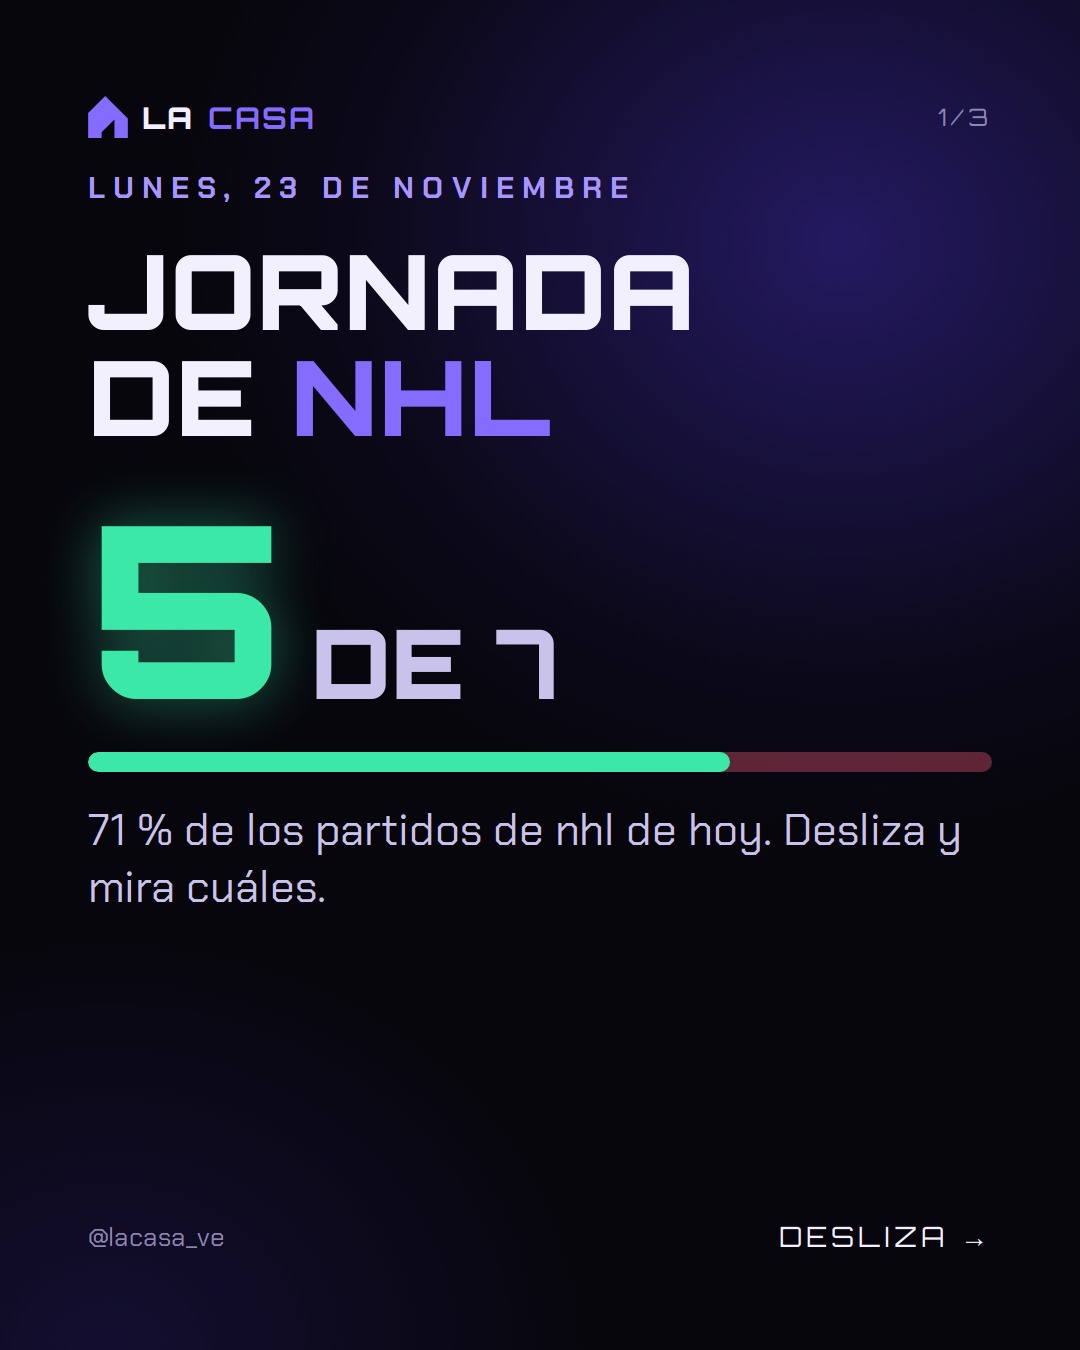 LA CASA
1/3
LUNES, 23 DE NOVIEMBRE
JORNADA
DE NHL
5 DE 7
71 % de los partidos de nhl de hoy. Desliza y
mira cuáles.
@lacasa_ve
DESLIZA →